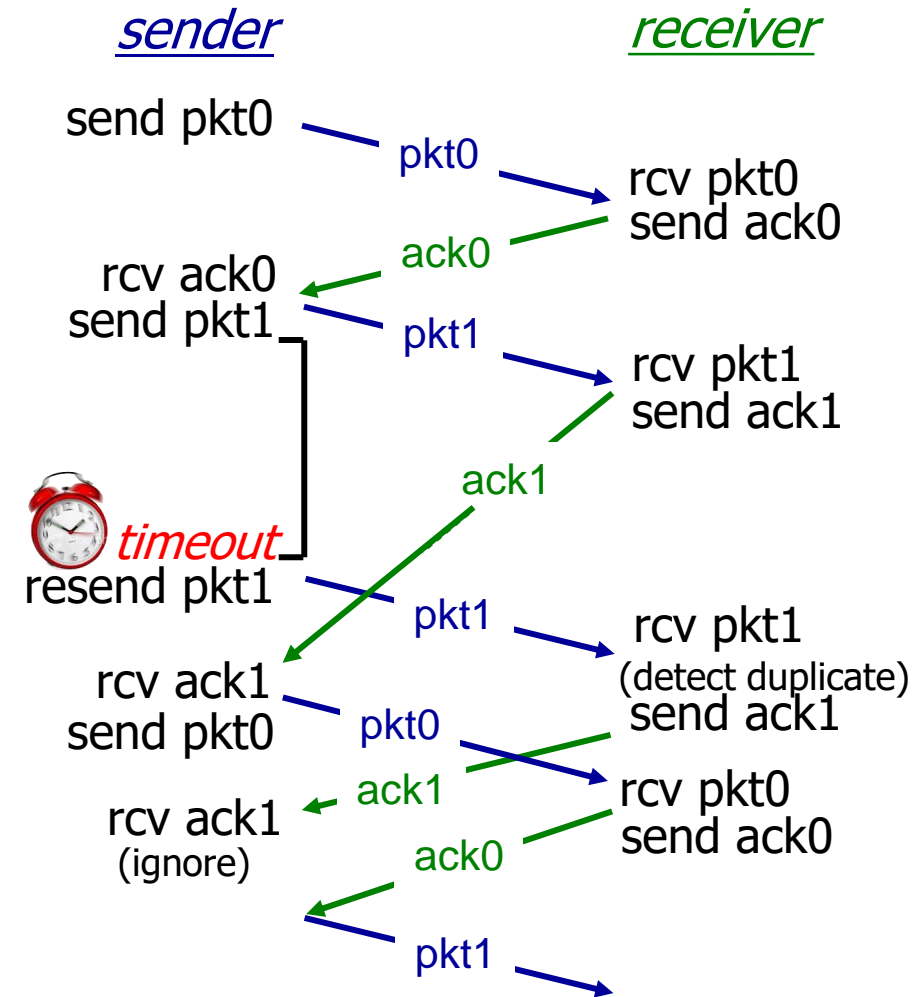 sender receiver
send pkt0
pkt0
rcv pkt0
send ack0
ack0
rcv ack0
send pkt1
pkt1
rcv pkt1
send ack1
ack1
timeout
resend pkt1
pkt1
rcv pkt1
(detect duplicate)
send ack1
rcv ack1
send pkt0
pkt0
ack1
rcv pkt0
send ack0
rcv ack1
(ignore)
ack0
pkt1